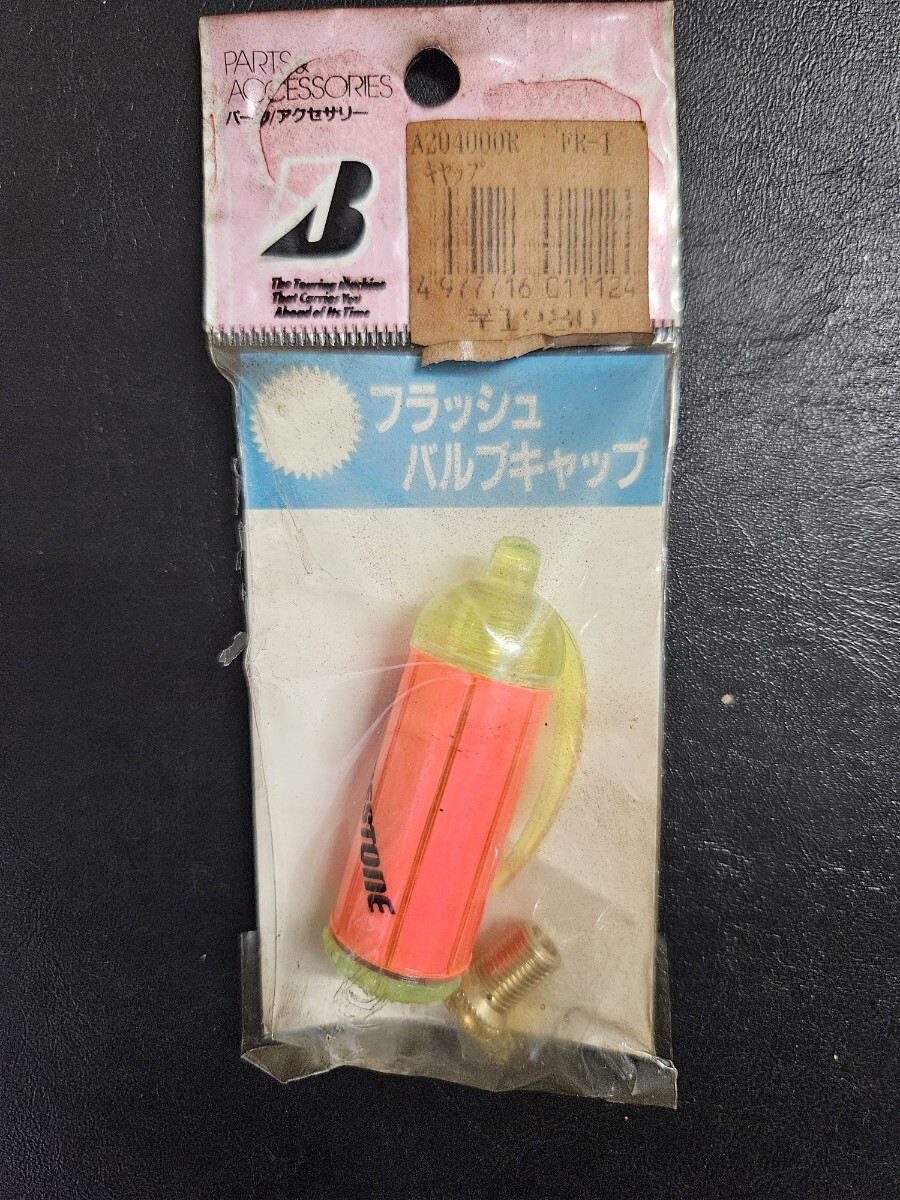 PARTS &
ACCESSORIES
パーツ/アクセサリー
B
The Touring Machine
That Carries You
Ahead of Its Time
A204000R FR-1
キャップ
4 977716 011124
¥1980
フラッシュ
バルブキャップ
STONE